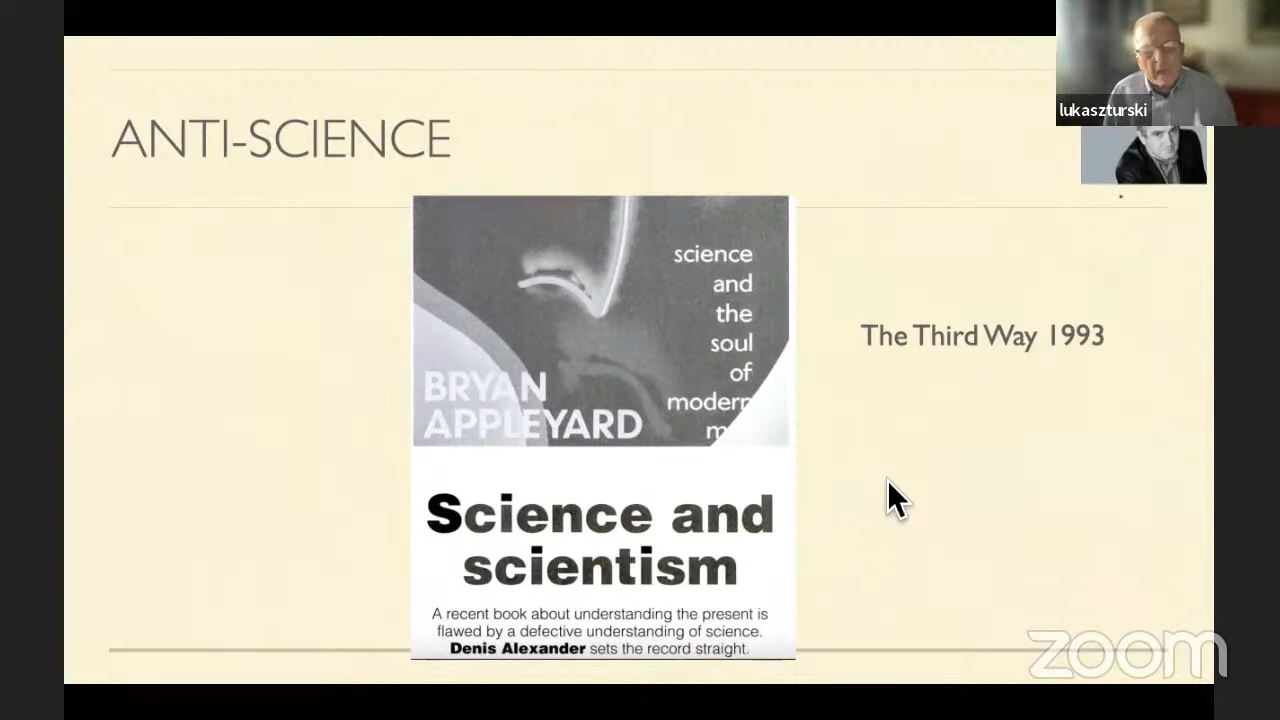 lukaszturski
ANTI-SCIENCE
science
and
the
soul
of
modern
BRYAN
APPLEYARD
The Third Way 1993
Science and
scientism
A recent book about understanding the present is
flawed by a defective understanding of science.
Denis Alexander sets the record straight.
zoom